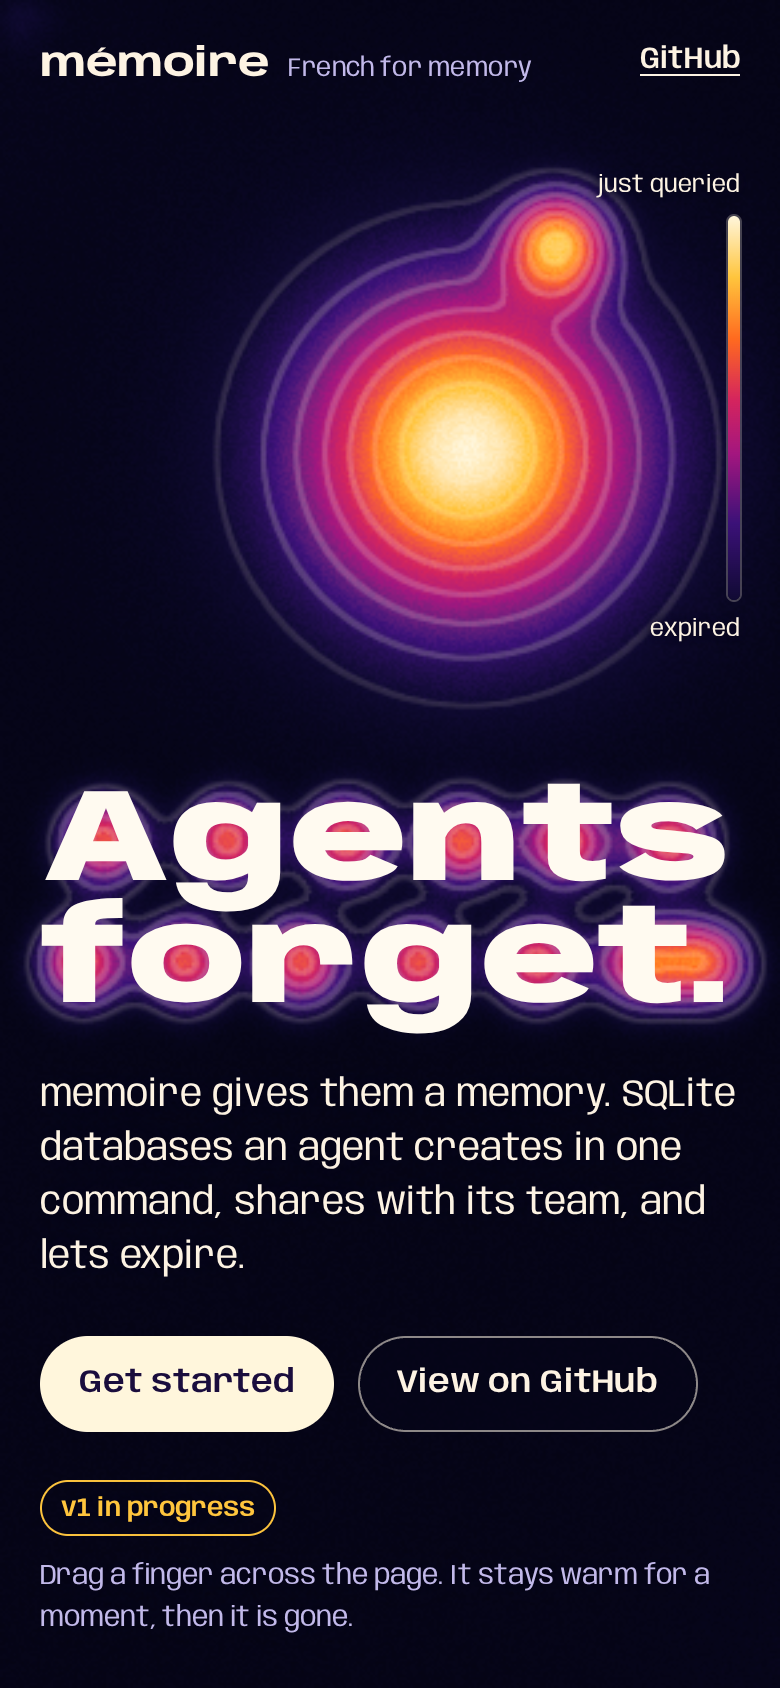 mémoire French for memory GitHub
just queried
expired
Agents
forget.
memoire gives them a memory. SQLite
databases an agent creates in one
command, shares with its team, and
lets expire.
Get started View on GitHub
v1 in progress
Drag a finger across the page. It stays warm for a
moment, then it is gone.